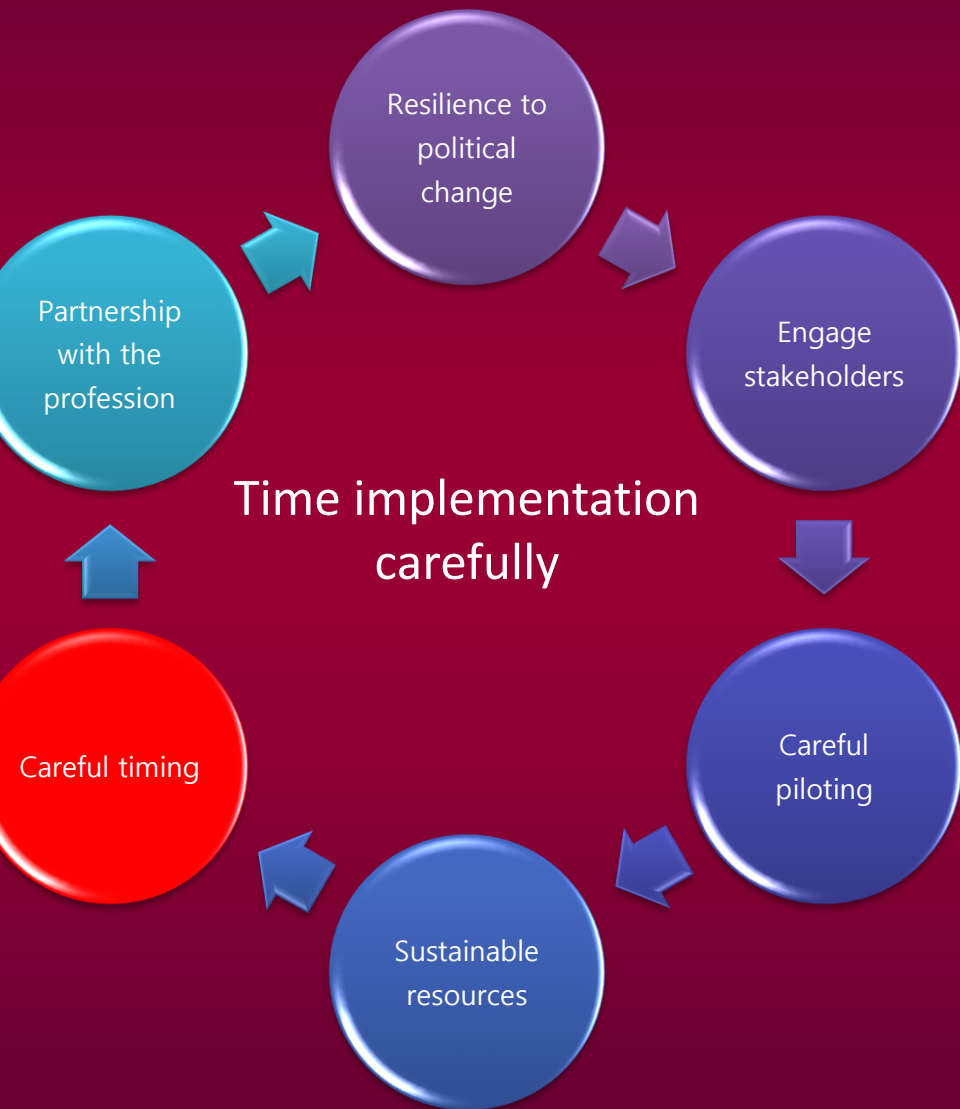 Resilience to
political
change
Engage
stakeholders
Careful
piloting
Sustainable
resources
Careful timing
Partnership
with the
profession
Time implementation
carefully